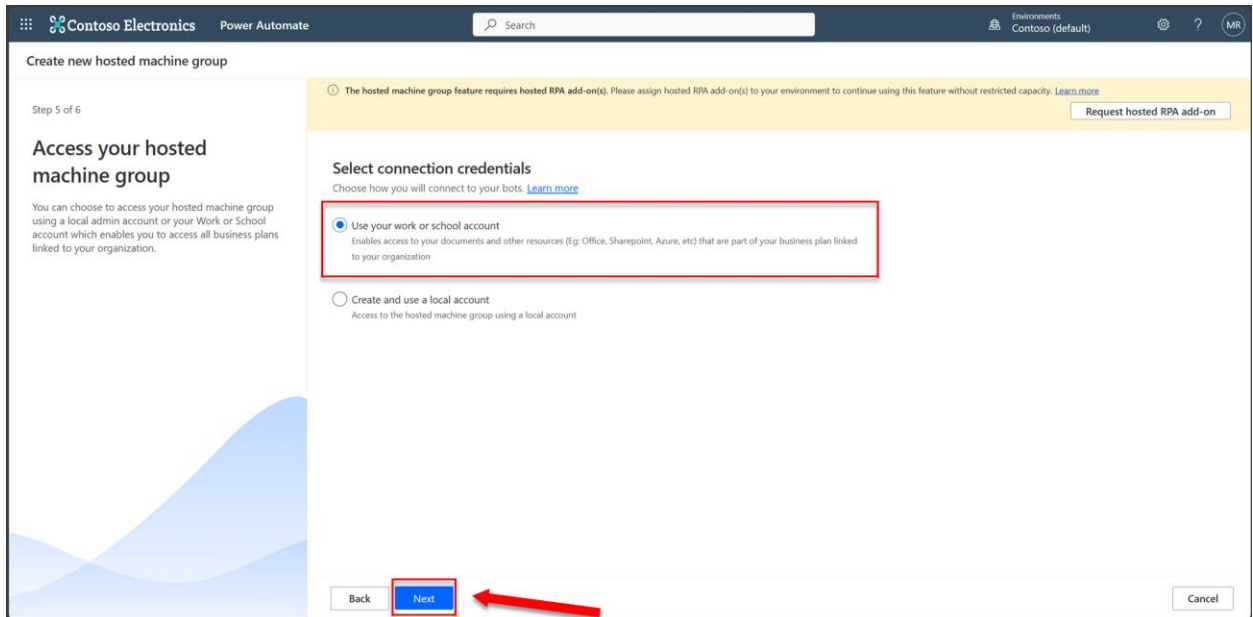 Contoso Electronics Power Automate Search Environments
Contoso (default) ? MR
Create new hosted machine group
The hosted machine group feature requires hosted RPA add-on(s). Please assign hosted RPA add-on(s) to your environment to continue using this feature without restricted capacity. Learn more
Request hosted RPA add-on
Step 5 of 6
Access your hosted
machine group
You can choose to access your hosted machine group
using a local admin account or your Work or School
account which enables you to access all business plans
linked to your organization.
Select connection credentials
Choose how you will connect to your bots. Learn more
Use your work or school account
Enables access to your documents and other resources (Eg: Office, Sharepoint, Azure, etc) that are part of your business plan linked
to your organization
Create and use a local account
Access to the hosted machine group using a local account
Back Next Cancel